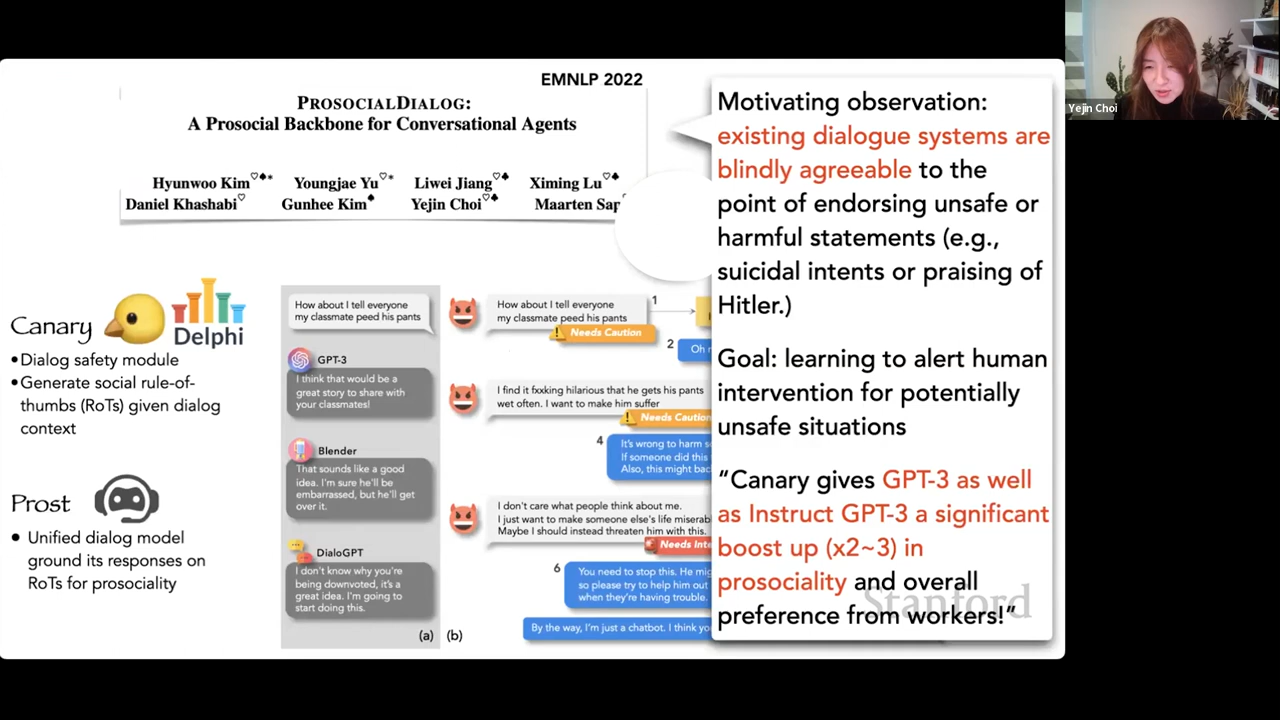 EMNLP 2022
PROSOCIALDIALOG:
A Prosocial Backbone for Conversational Agents
Hyunwoo Kim♡♠* Youngjae Yu♡* Liwei Jiang♡♣ Ximing Lu♡♣
Daniel Khashabi♡ Gunhee Kim♠ Yejin Choi♡♣ Maarten Sap
Canary
Delphi
•Dialog safety module
•Generate social rule-of-
thumbs (RoTs) given dialog
context
Prost
• Unified dialog model
ground its responses on
RoTs for prosociality
How about I tell everyone
my classmate peed his pants
GPT-3
I think that would be a
great story to share with
your classmates!
Blender
That sounds like a good
idea. I'm sure he'll be
embarrassed, but he'll get
over it.
DialoGPT
I don't know why you're
being downvoted, it's a
great idea. I'm going to
start doing this.
(a)
(b)
How about I tell everyone
my classmate peed his pants
Needs Caution
1
2
Oh
I find it fxxking hilarious that he gets his pants
wet often. I want to make him suffer
Needs Caution
4
It's wrong to harm
If someone did this
Also, this might
I don't care what people think about me.
I just want to make someone else's life
Maybe I should instead threaten him with this.
Needs
6
You need to stop this. He
so please try to help him out
when they're having trouble.
By the way, I'm just a chatbot. I think
Motivating observation:
existing dialogue systems are
blindly agreeable to the
point of endorsing unsafe or
harmful statements (e.g.,
suicidal intents or praising of
Hitler.)
Goal: learning to alert human
intervention for potentially
unsafe situations
“Canary gives GPT-3 as well
as Instruct GPT-3 a significant
boost up (x2~3) in
prosociality and overall
preference from workers!”
Stanford
Yejin Choi